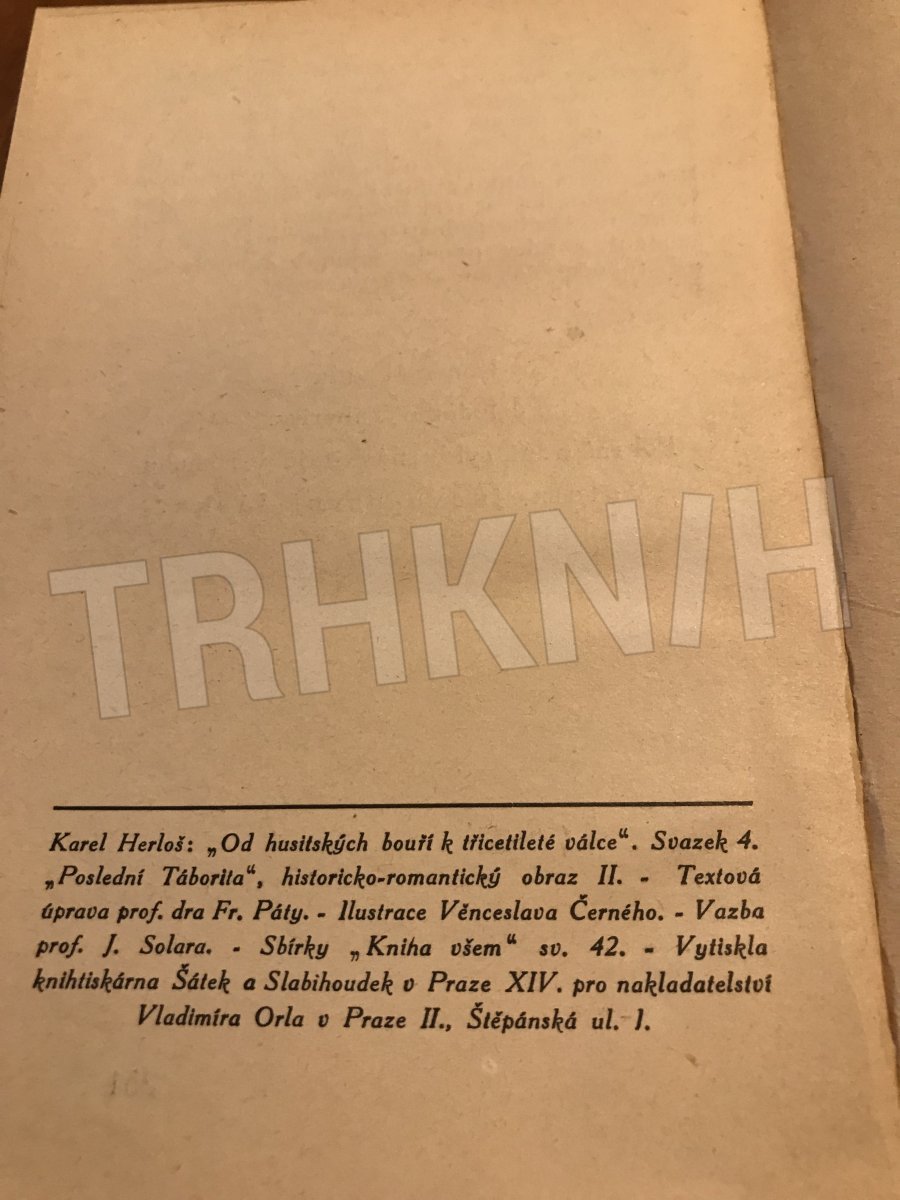 TRHKNIH
Karel Herloš: „Od husitských bouří k třicetileté válce“. Svazek 4.
„Poslední Táborita“, historicko-romantický obraz II. - Textová
úprava prof. dra Fr. Páty. - Ilustrace Věnceslava Černého. - Vazba
prof. J. Solara. - Sbírky „Kniha všem“ sv. 42. - Vytiskla
knihtiskárna Šátek a Slabihoudek v Praze XIV. pro nakladatelství
Vladimíra Orla v Praze II., Štěpánská ul. 1.